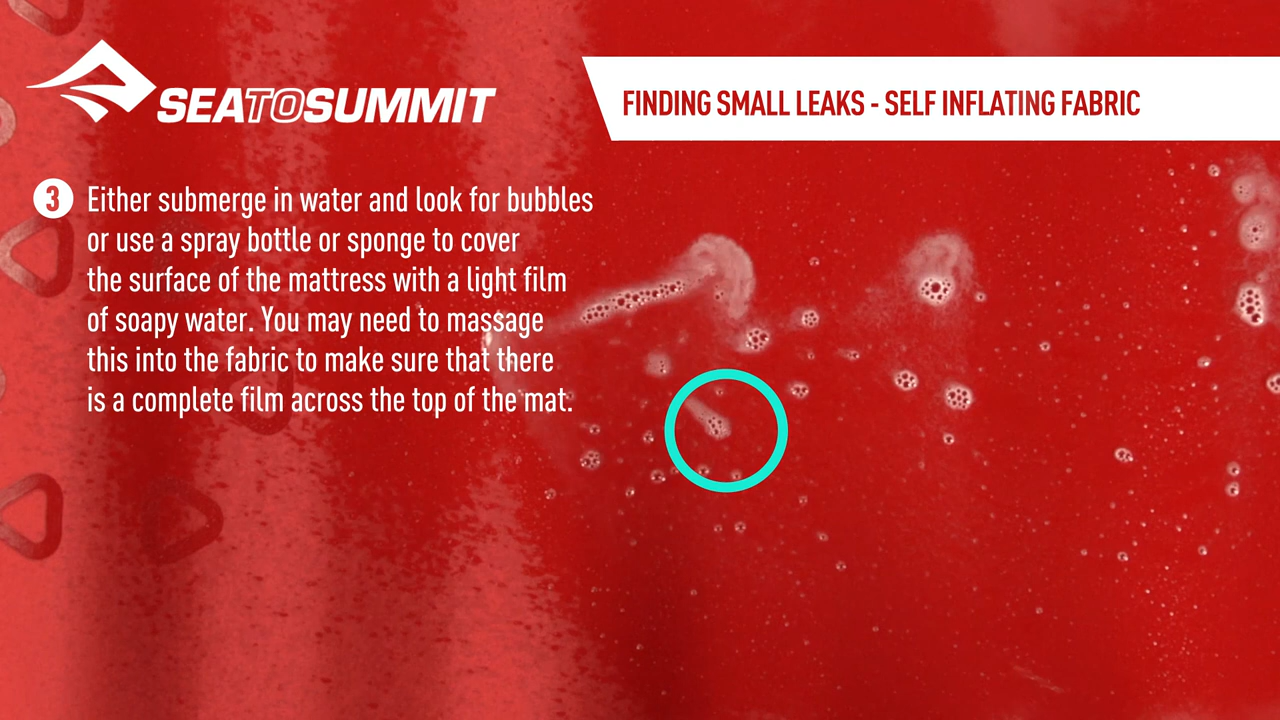 SEATOSUMMIT
FINDING SMALL LEAKS - SELF INFLATING FABRIC
3 Either submerge in water and look for bubbles
or use a spray bottle or sponge to cover
the surface of the mattress with a light film
of soapy water. You may need to massage
this into the fabric to make sure that there
is a complete film across the top of the mat.